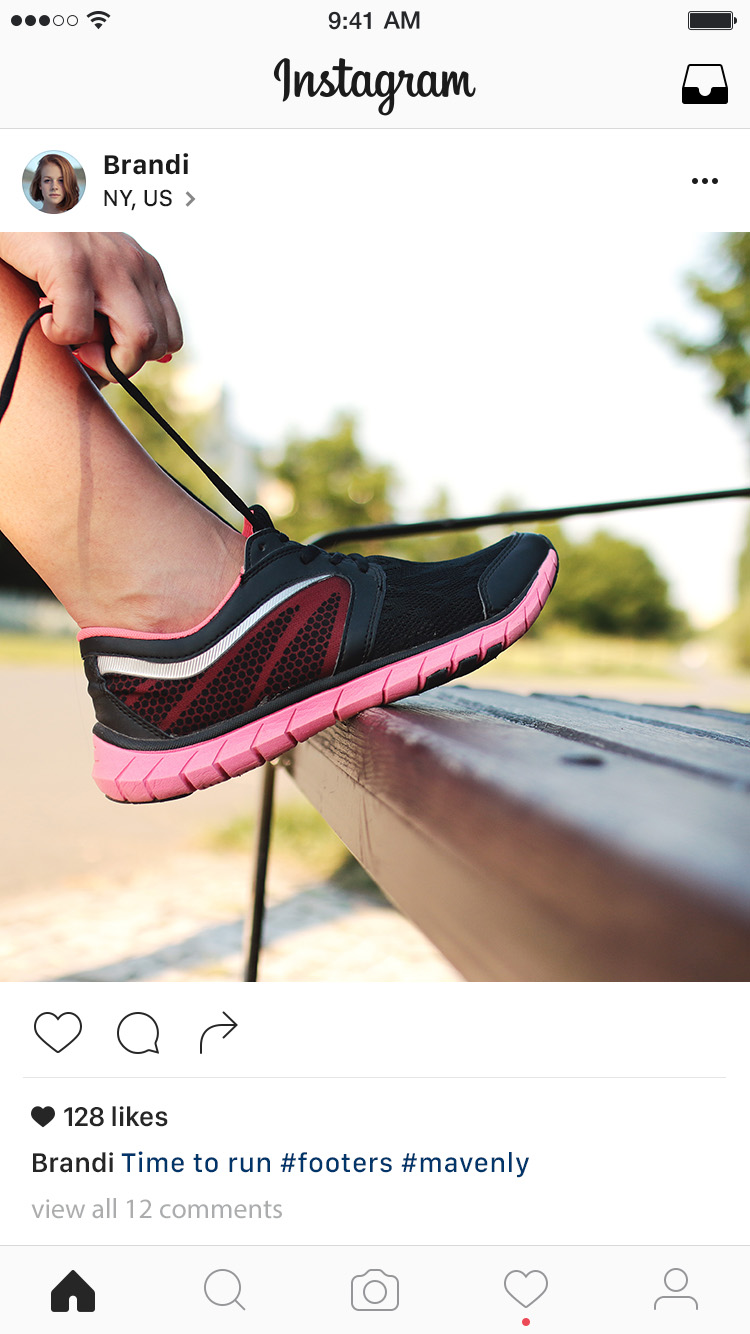 9:41 AM
Instagram
Brandi
NY, US
128 likes
Brandi Time to run #footers #mavenly
view all 12 comments